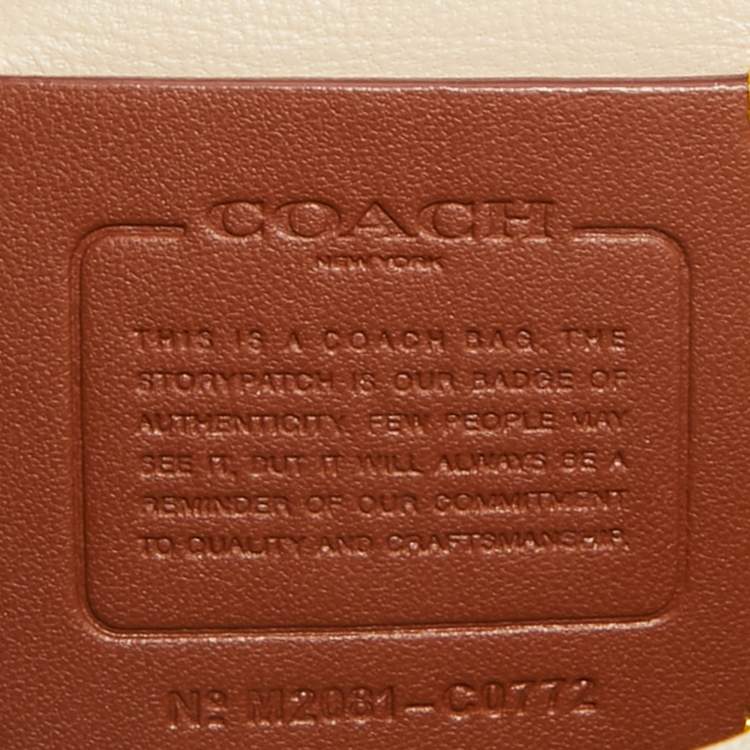 COACH
NEW YORK
THIS IS A COACH BAG. THE
STORYPATCH IS OUR BADGE OF
AUTHENTICITY. FEW PEOPLE MAY
SEE IT, BUT IT WILL ALWAYS BE A
REMINDER OF OUR COMMITMENT
TO QUALITY AND CRAFTSMANSHIP.
Nº M2081-C0772